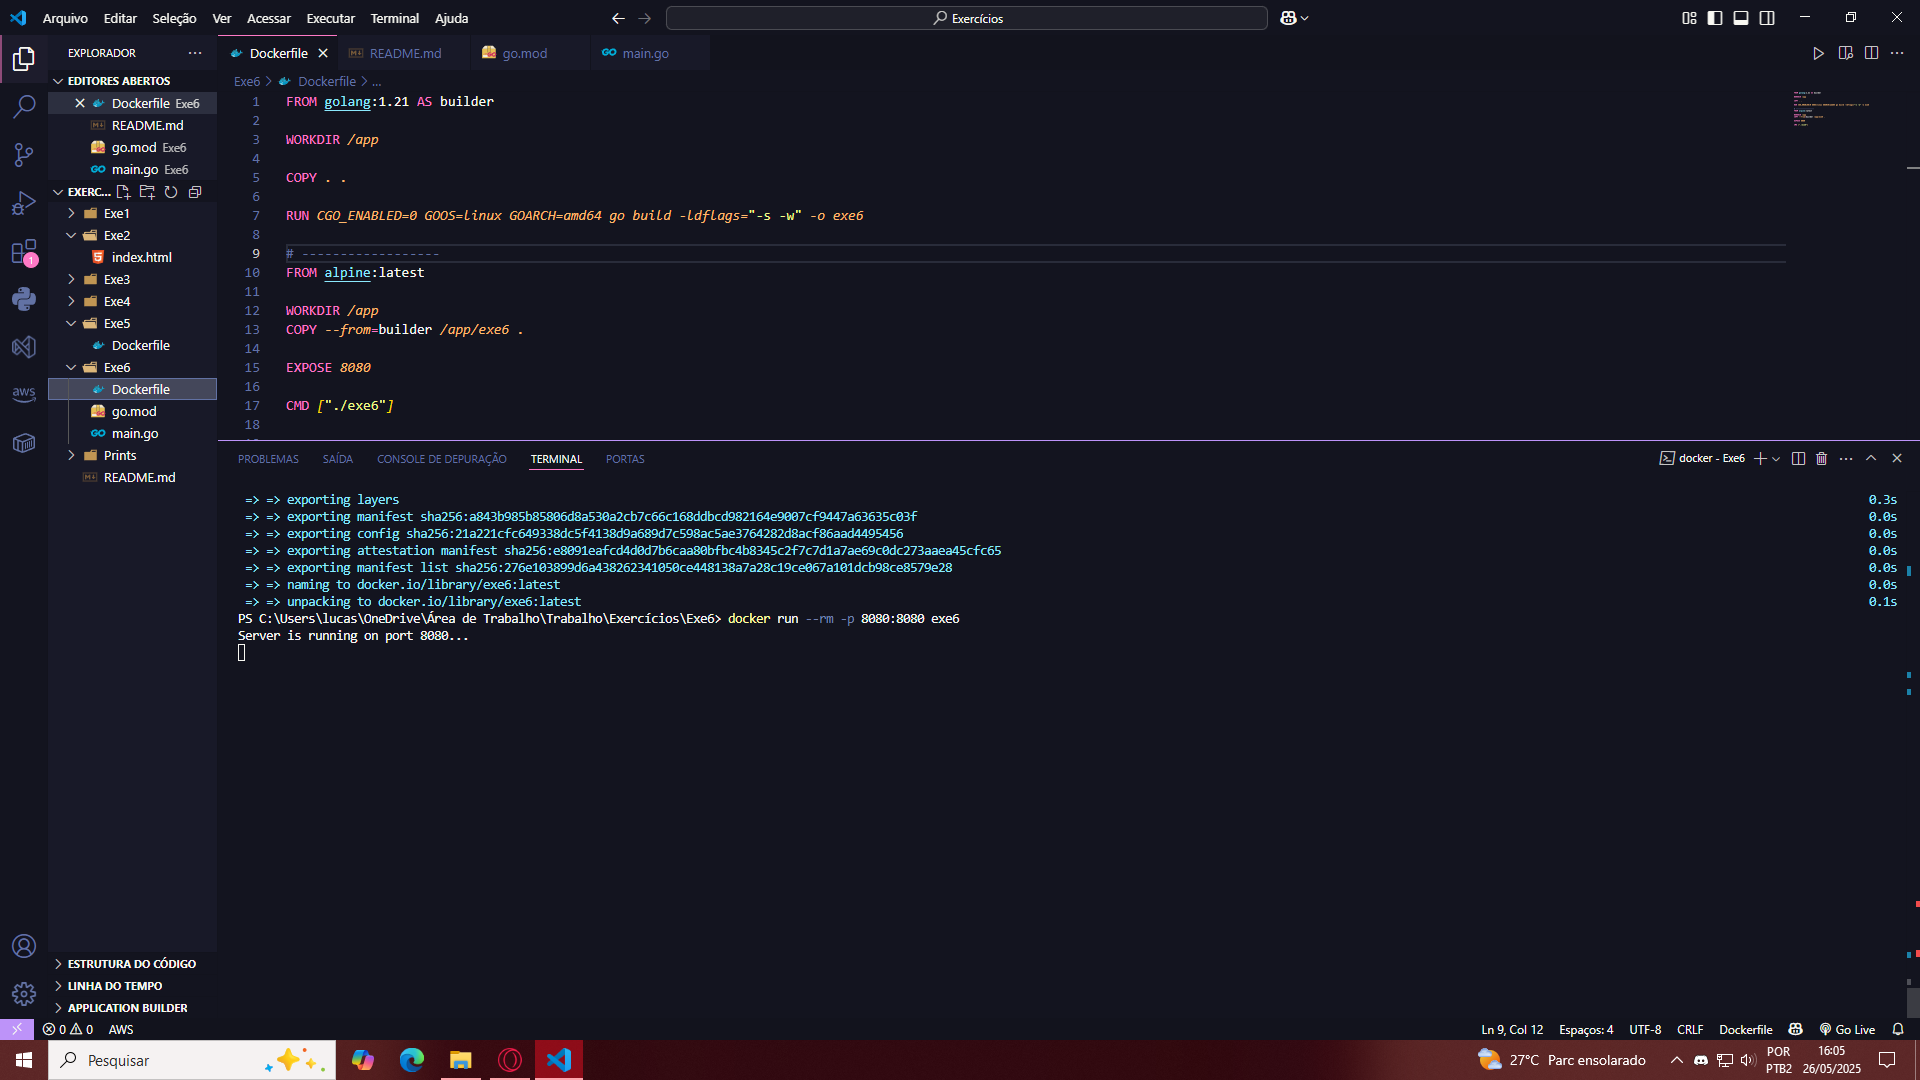 Arquivo Editar Seleção Ver Acessar Executar Terminal Ajuda
Exercícios
EXPLORADOR
EDITORES ABERTOS
Dockerfile Exe6
README.md
go.mod Exe6
main.go Exe6
EXERC...
Exe1
Exe2
index.html
Exe3
Exe4
Exe5
Dockerfile
Exe6
Dockerfile
go.mod
main.go
Prints
README.md
ESTRUTURA DO CÓDIGO
LINHA DO TEMPO
APPLICATION BUILDER
1
aws
Dockerfile README.md go.mod main.go
Exe6 > Dockerfile > ...
1 FROM golang:1.21 AS builder
2
3 WORKDIR /app
4
5 COPY . .
6
7 RUN CGO_ENABLED=0 GOOS=linux GOARCH=amd64 go build -ldflags="-s -w" -o exe6
8
9 # ------------------
10 FROM alpine:latest
11
12 WORKDIR /app
13 COPY --from=builder /app/exe6 .
14
15 EXPOSE 8080
16
17 CMD ["./exe6"]
18
PROBLEMAS SAÍDA CONSOLE DE DEPURAÇÃO TERMINAL PORTAS
docker - Exe6
=> => exporting layers 0.3s
=> => exporting manifest sha256:a843b985b85806d8a530a2cb7c66c168ddbcd982164e9007cf9447a63635c03f 0.0s
=> => exporting config sha256:21a221cfc649338dc5f4138d9a689d7c598ac5ae3764282d8acf86aad4495456 0.0s
=> => exporting attestation manifest sha256:e8091eafcd4d0d7b6caa80bfbc4b8345c2f7c7d1a7ae69c0dc273aaea45cfc65 0.0s
=> => exporting manifest list sha256:276e103899d6a438262341050ce448138a7a28c19ce067a101dcb98ce8579e28 0.0s
=> => naming to docker.io/library/exe6:latest 0.0s
=> => unpacking to docker.io/library/exe6:latest 0.1s
PS C:\Users\lucas\OneDrive\Área de Trabalho\Trabalho\Exercícios\Exe6> docker run --rm -p 8080:8080 exe6
Server is running on port 8080...
0 0 AWS
Ln 9, Col 12 Espaços: 4 UTF-8 CRLF Dockerfile Go Live
Pesquisar
27°C Parc ensolarado
POR
PTB2
16:05
26/05/2025